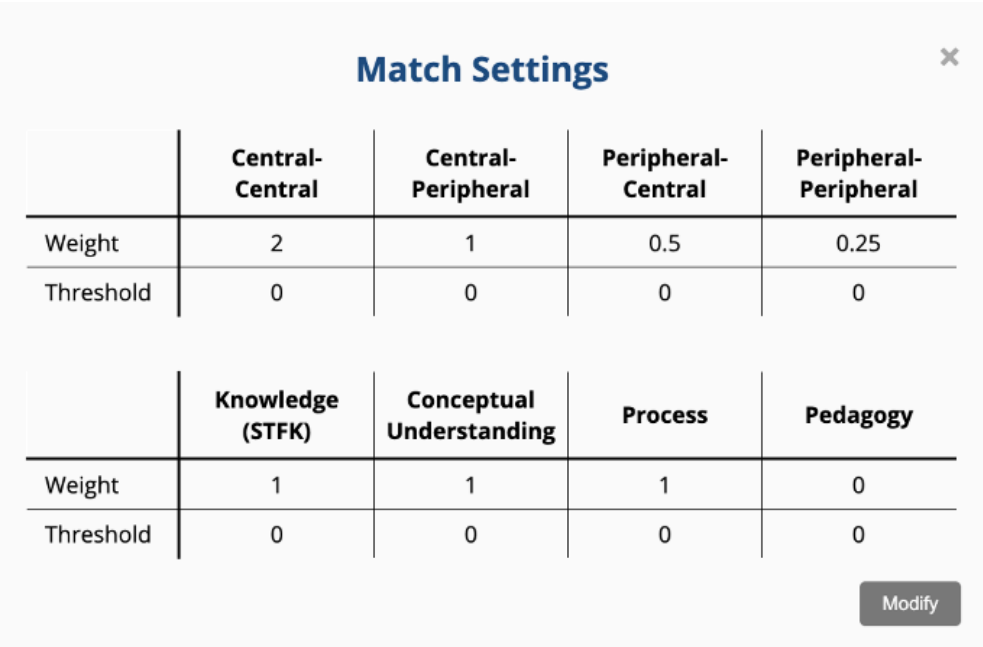 Match Settings ×
Central- Central- Peripheral- Peripheral-
Central Peripheral Central Peripheral
Weight 2 1 0.5 0.25
Threshold 0 0 0 0
Knowledge Conceptual Process Pedagogy
(STFK) Understanding
Weight 1 1 1 0
Threshold 0 0 0 0
Modify